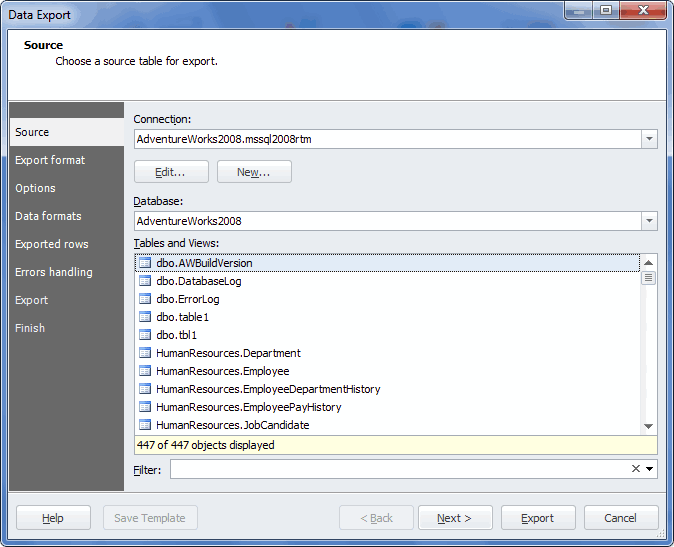 Data Export
Source
Choose a source table for export.
Source
Export format
Options
Data formats
Exported rows
Errors handling
Export
Finish
Connection:
AdventureWorks2008.mssql2008rtm
Edit... New...
Database:
AdventureWorks2008
Tables and Views:
dbo.AWBuildVersion
dbo.DatabaseLog
dbo.ErrorLog
dbo.table1
dbo.tbl1
HumanResources.Department
HumanResources.Employee
HumanResources.EmployeeDepartmentHistory
HumanResources.EmployeePayHistory
HumanResources.JobCandidate
447 of 447 objects displayed
Filter:
Help Save Template < Back Next > Export Cancel